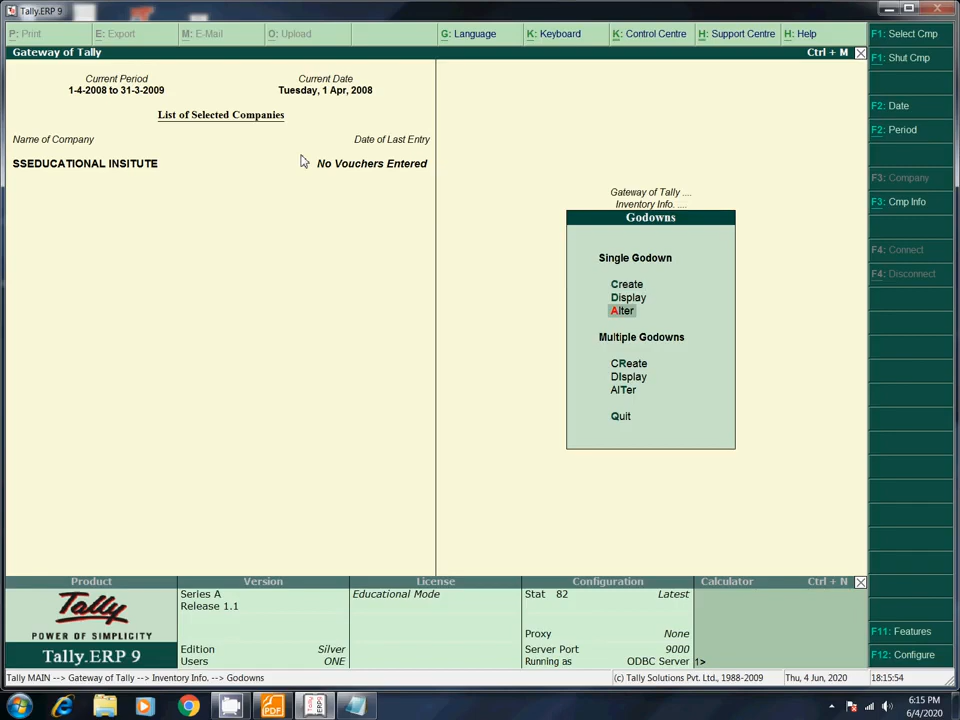 Tally.ERP 9
P: Print
E: Export
M: E-Mail
O: Upload
G: Language
K: Keyboard
K: Control Centre
H: Support Centre
H: Help
F1: Select Cmp
F1: Shut Cmp
F2: Date
F2: Period
F3: Company
F3: Cmp Info
F4: Connect
F4: Disconnect
F11: Features
F12: Configure
Gateway of Tally
Ctrl + M
Current Period
1-4-2008 to 31-3-2009
Current Date
Tuesday, 1 Apr, 2008
List of Selected Companies
Name of Company
Date of Last Entry
SSEDUCATIONAL INSITUTE
No Vouchers Entered
Gateway of Tally ....
Inventory Info. ....
Godowns
Single Godown
Create
Display
Alter
Multiple Godowns
CReate
DIsplay
AlTer
Quit
Product
Tally
POWER OF SIMPLICITY
Tally.ERP 9
Version
Series A
Release 1.1
Edition Silver
Users ONE
License
Educational Mode
Configuration
Stat 82 Latest
Proxy None
Server Port 9000
Running as ODBC Server
Calculator
Ctrl + N
1>
Tally MAIN --> Gateway of Tally --> Inventory Info. --> Godowns
(c) Tally Solutions Pvt. Ltd., 1988-2009
Thu, 4 Jun, 2020
18:15:54
6:15 PM
6/4/2020